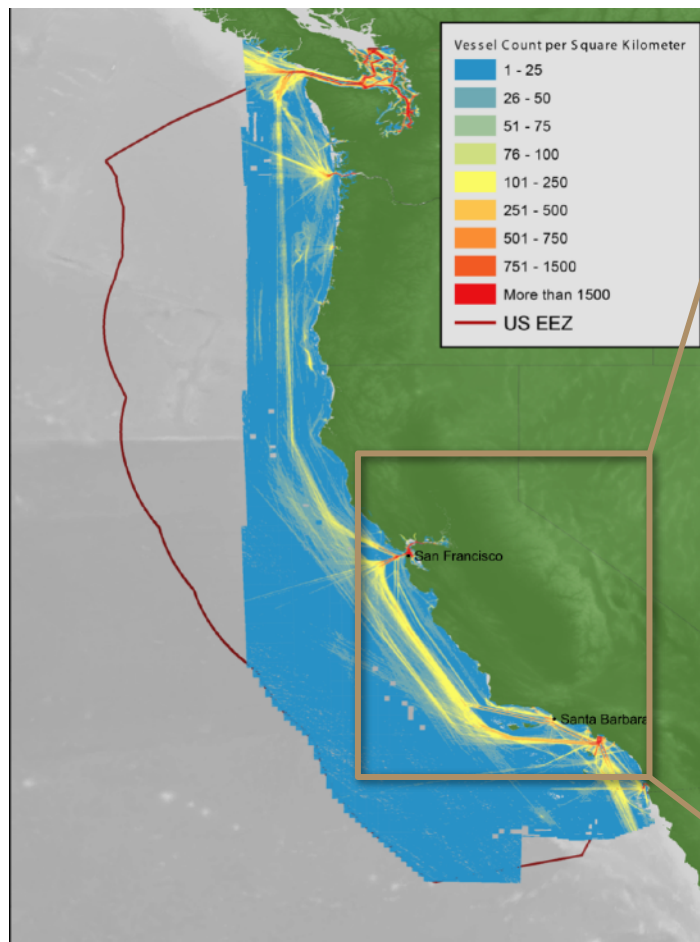 Vessel Count per Square Kilometer
1 - 25
26 - 50
51 - 75
76 - 100
101 - 250
251 - 500
501 - 750
751 - 1500
More than 1500
US EEZ
San Francisco
Santa Barbara